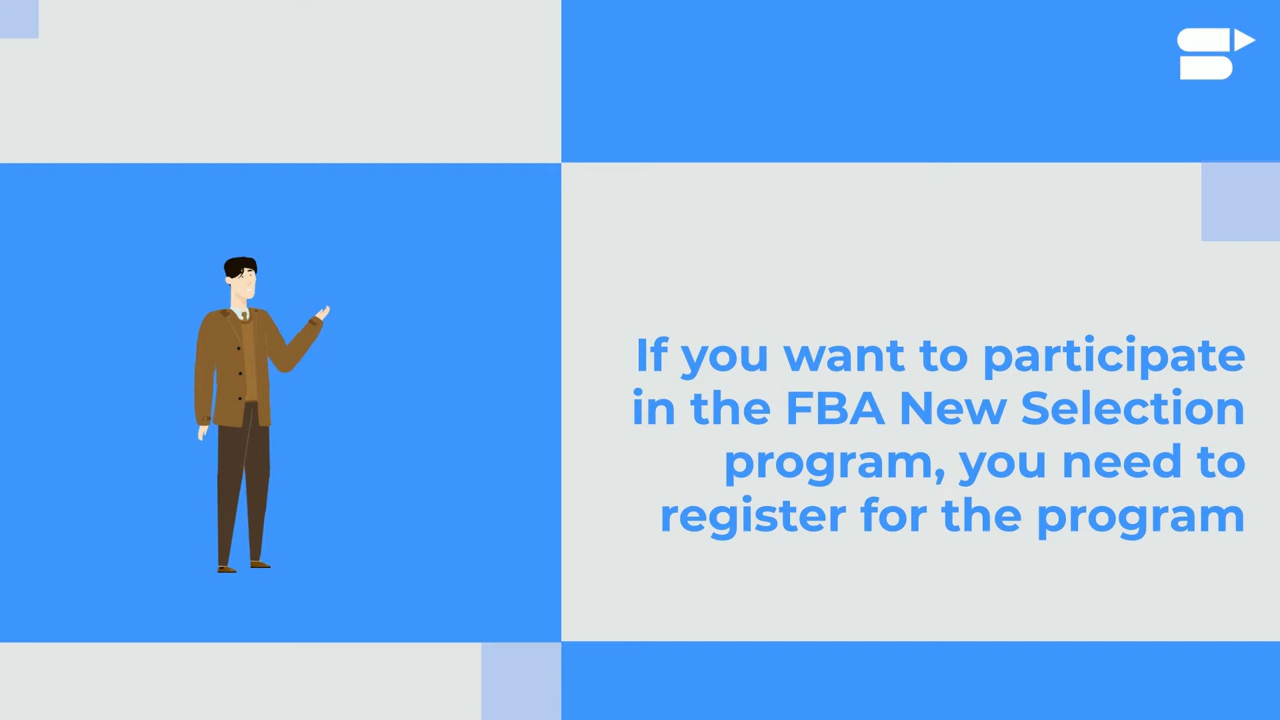 If you want to participate
in the FBA New Selection
program, you need to
register for the program